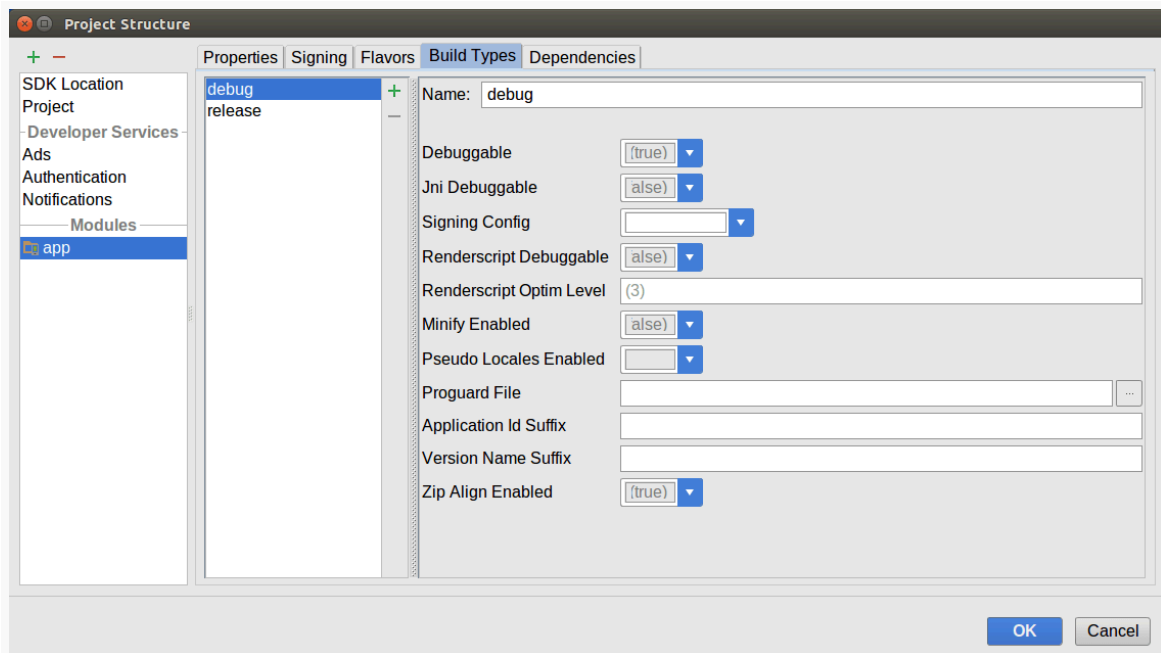 Project Structure
Properties Signing Flavors Build Types Dependencies
SDK Location
Project
Developer Services
Ads
Authentication
Notifications
Modules
app
debug
release
Name: debug
Debuggable (true)
Jni Debuggable alse)
Signing Config
Renderscript Debuggable alse)
Renderscript Optim Level (3)
Minify Enabled alse)
Pseudo Locales Enabled
Proguard File ...
Application Id Suffix
Version Name Suffix
Zip Align Enabled (true)
OK Cancel